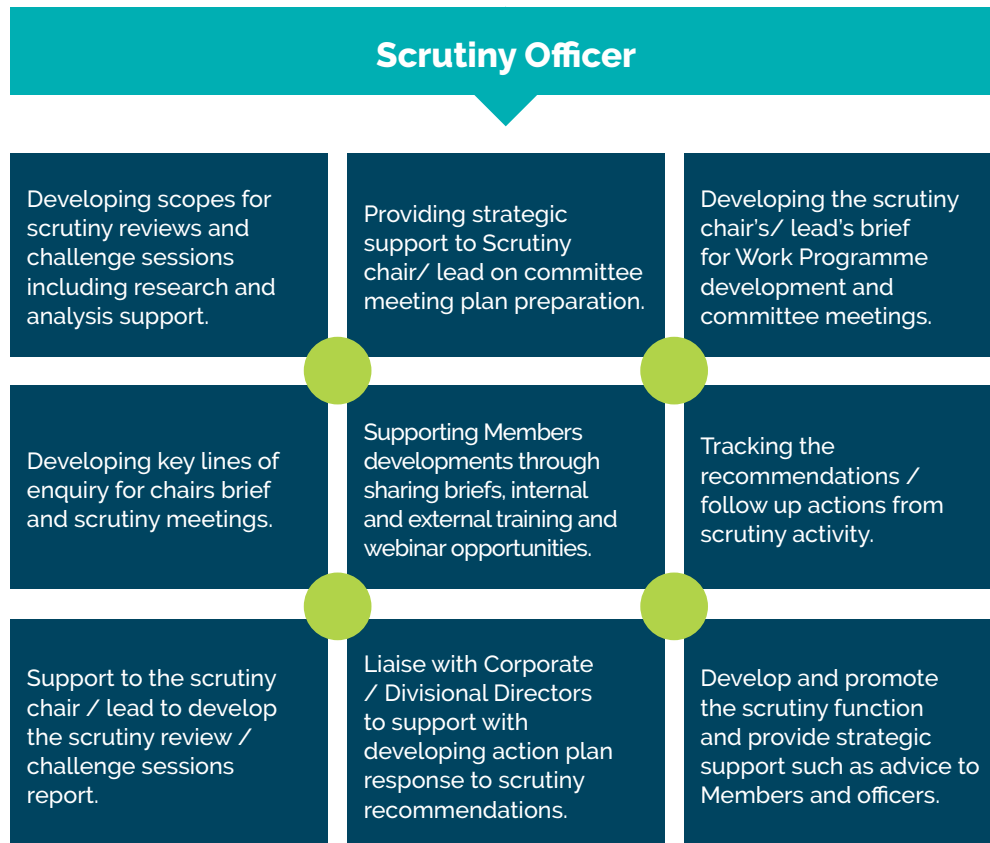 Scrutiny Officer
Developing scopes for
scrutiny reviews and
challenge sessions
including research and
analysis support.
Providing strategic
support to Scrutiny
chair/ lead on committee
meeting plan preparation.
Developing the scrutiny
chair's/ lead's brief
for Work Programme
development and
committee meetings.
Developing key lines of
enquiry for chairs brief
and scrutiny meetings.
Supporting Members
developments through
sharing briefs, internal
and external training and
webinar opportunities.
Tracking the
recommendations /
follow up actions from
scrutiny activity.
Support to the scrutiny
chair / lead to develop
the scrutiny review /
challenge sessions
report.
Liaise with Corporate
/ Divisional Directors
to support with
developing action plan
response to scrutiny
recommendations.
Develop and promote
the scrutiny function
and provide strategic
support such as advice to
Members and officers.